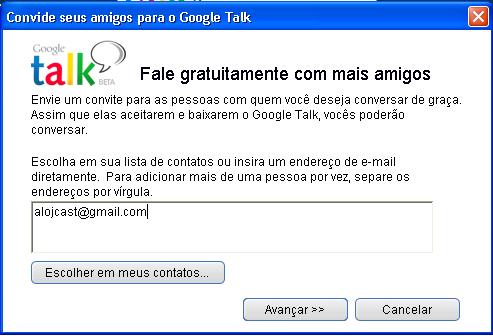 Convide seus amigos para o Google Talk
Google
talk
BETA
Fale gratuitamente com mais amigos
Envie um convite para as pessoas com quem você deseja conversar de graça.
Assim que elas aceitarem e baixarem o Google Talk, vocês poderão
conversar.
Escolha em sua lista de contatos ou insira um endereço de e-mail
diretamente. Para adicionar mais de uma pessoa por vez, separe os
endereços por vírgula.
alojcast@gmail.com
Escolher em meus contatos...
Avançar >>
Cancelar